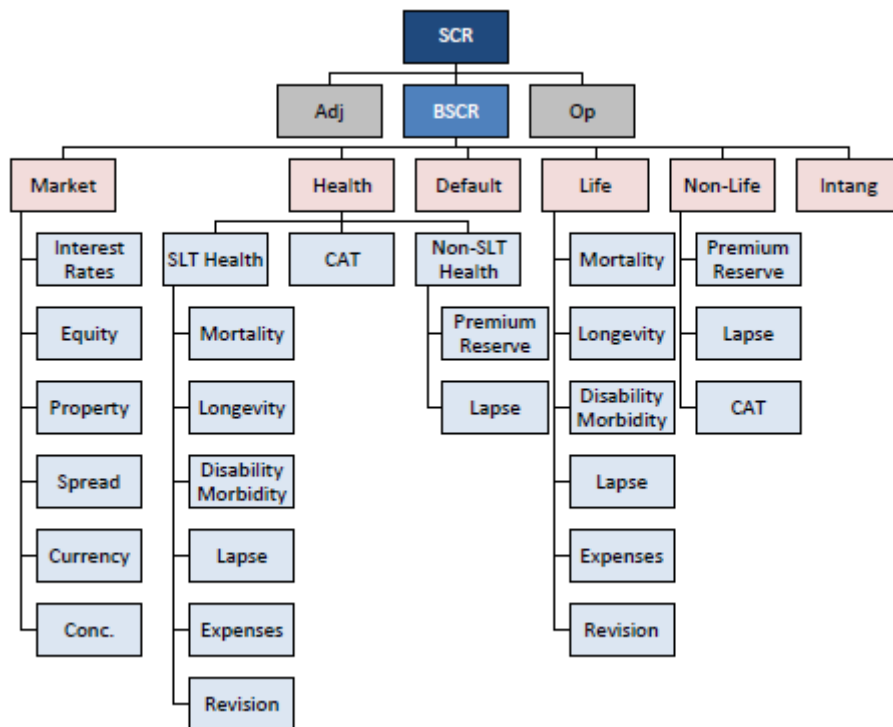 SCR
Adj
BSCR
Op
Market
Health
Default
Life
Non-Life
Intang
Interest
Rates
SLT Health
CAT
Non-SLT
Health
Mortality
Premium
Reserve
Equity
Mortality
Premium
Reserve
Longevity
Lapse
Property
Longevity
Lapse
Disability
Morbidity
CAT
Spread
Disability
Morbidity
Lapse
Currency
Lapse
Expenses
Conc.
Expenses
Revision
Revision